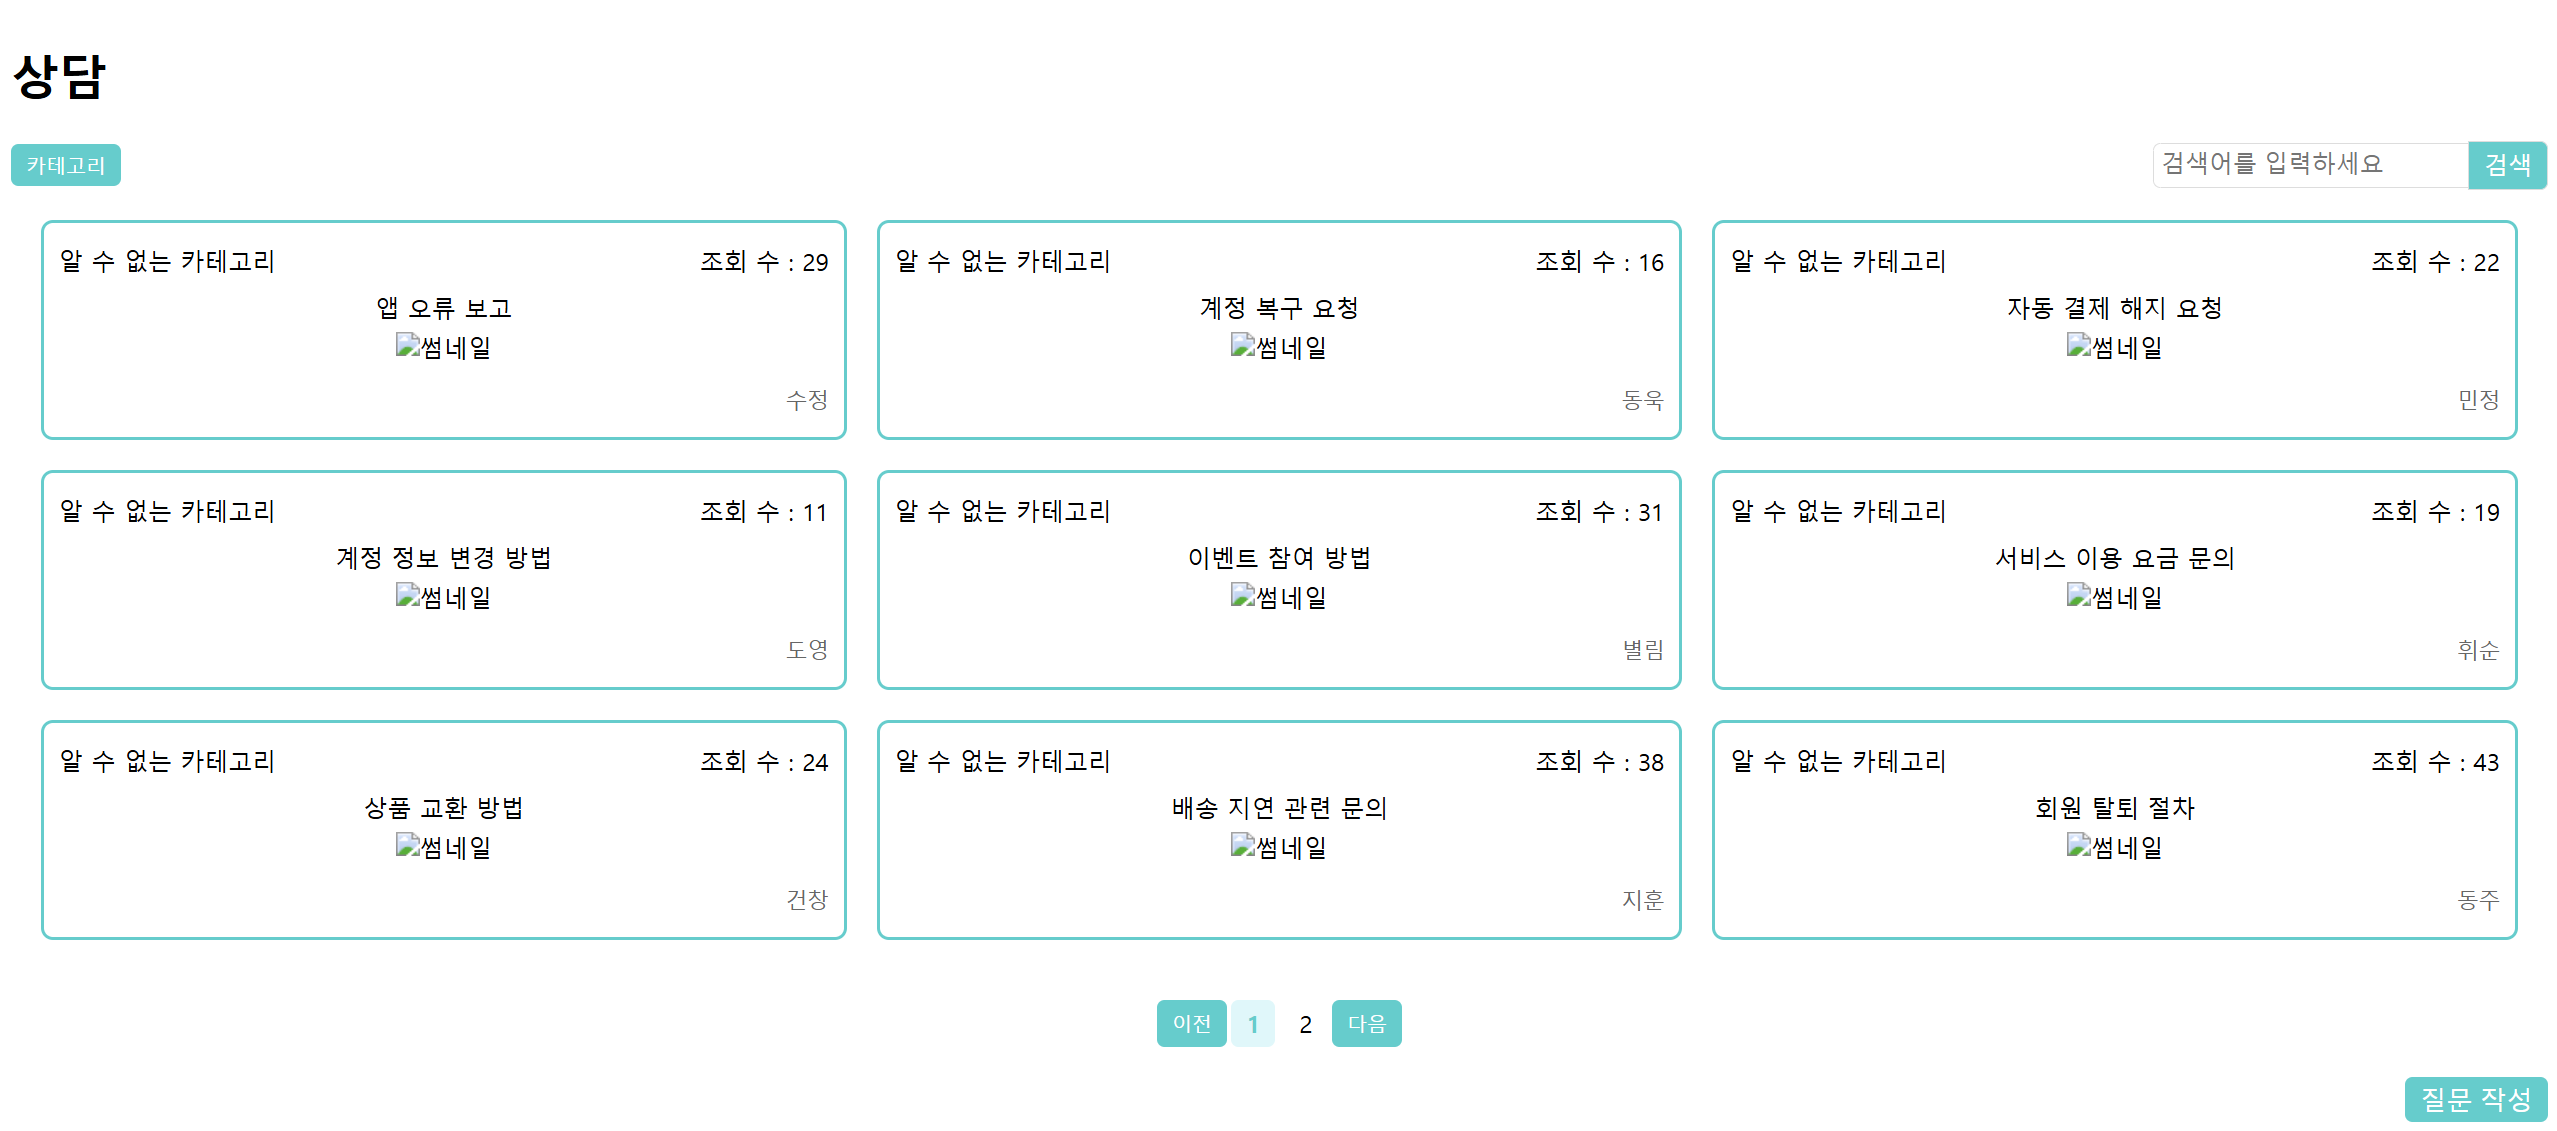 상담
카테고리
검색어를 입력하세요 검색
알 수 없는 카테고리 조회 수 : 29
앱 오류 보고
썸네일
수정
알 수 없는 카테고리 조회 수 : 16
계정 복구 요청
썸네일
동욱
알 수 없는 카테고리 조회 수 : 22
자동 결제 해지 요청
썸네일
민정
알 수 없는 카테고리 조회 수 : 11
계정 정보 변경 방법
썸네일
도영
알 수 없는 카테고리 조회 수 : 31
이벤트 참여 방법
썸네일
별림
알 수 없는 카테고리 조회 수 : 19
서비스 이용 요금 문의
썸네일
휘순
알 수 없는 카테고리 조회 수 : 24
상품 교환 방법
썸네일
건창
알 수 없는 카테고리 조회 수 : 38
배송 지연 관련 문의
썸네일
지훈
알 수 없는 카테고리 조회 수 : 43
회원 탈퇴 절차
썸네일
동주
이전 1 2 다음
질문 작성